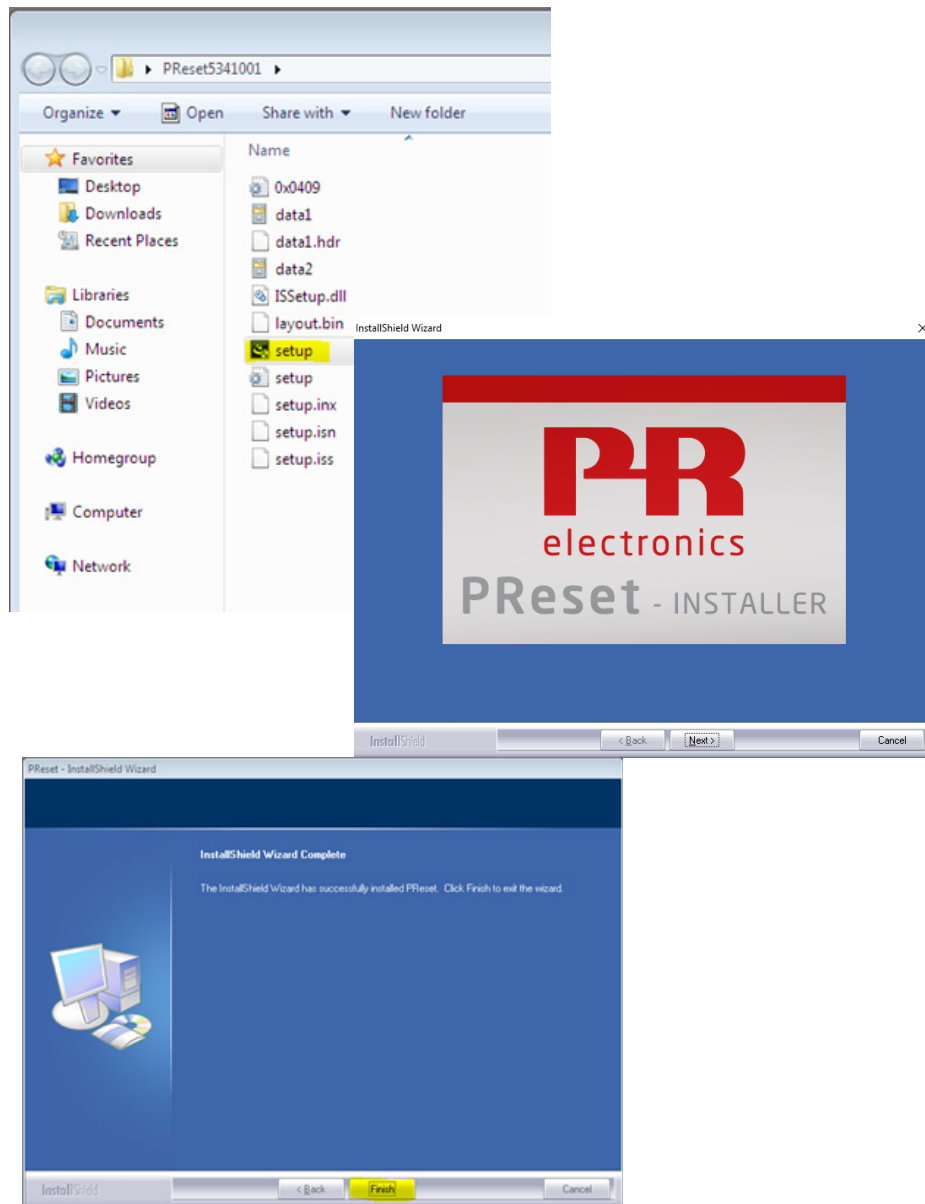 PReset5341001
Organize Open Share with New folder
Favorites
Desktop
Downloads
Recent Places
Libraries
Documents
Music
Pictures
Videos
Homegroup
Computer
Network
Name
0x0409
data1
data1.hdr
data2
ISSetup.dll
layout.bin
setup
setup
setup.inx
setup.isn
setup.iss
InstallShield Wizard
PR
electronics
PReset - INSTALLER
InstallShield
< Back Next > Cancel
PReset - InstallShield Wizard
InstallShield Wizard Complete
The InstallShield Wizard has successfully installed PReset. Click Finish to exit the wizard.
InstallShield
< Back Finish Cancel